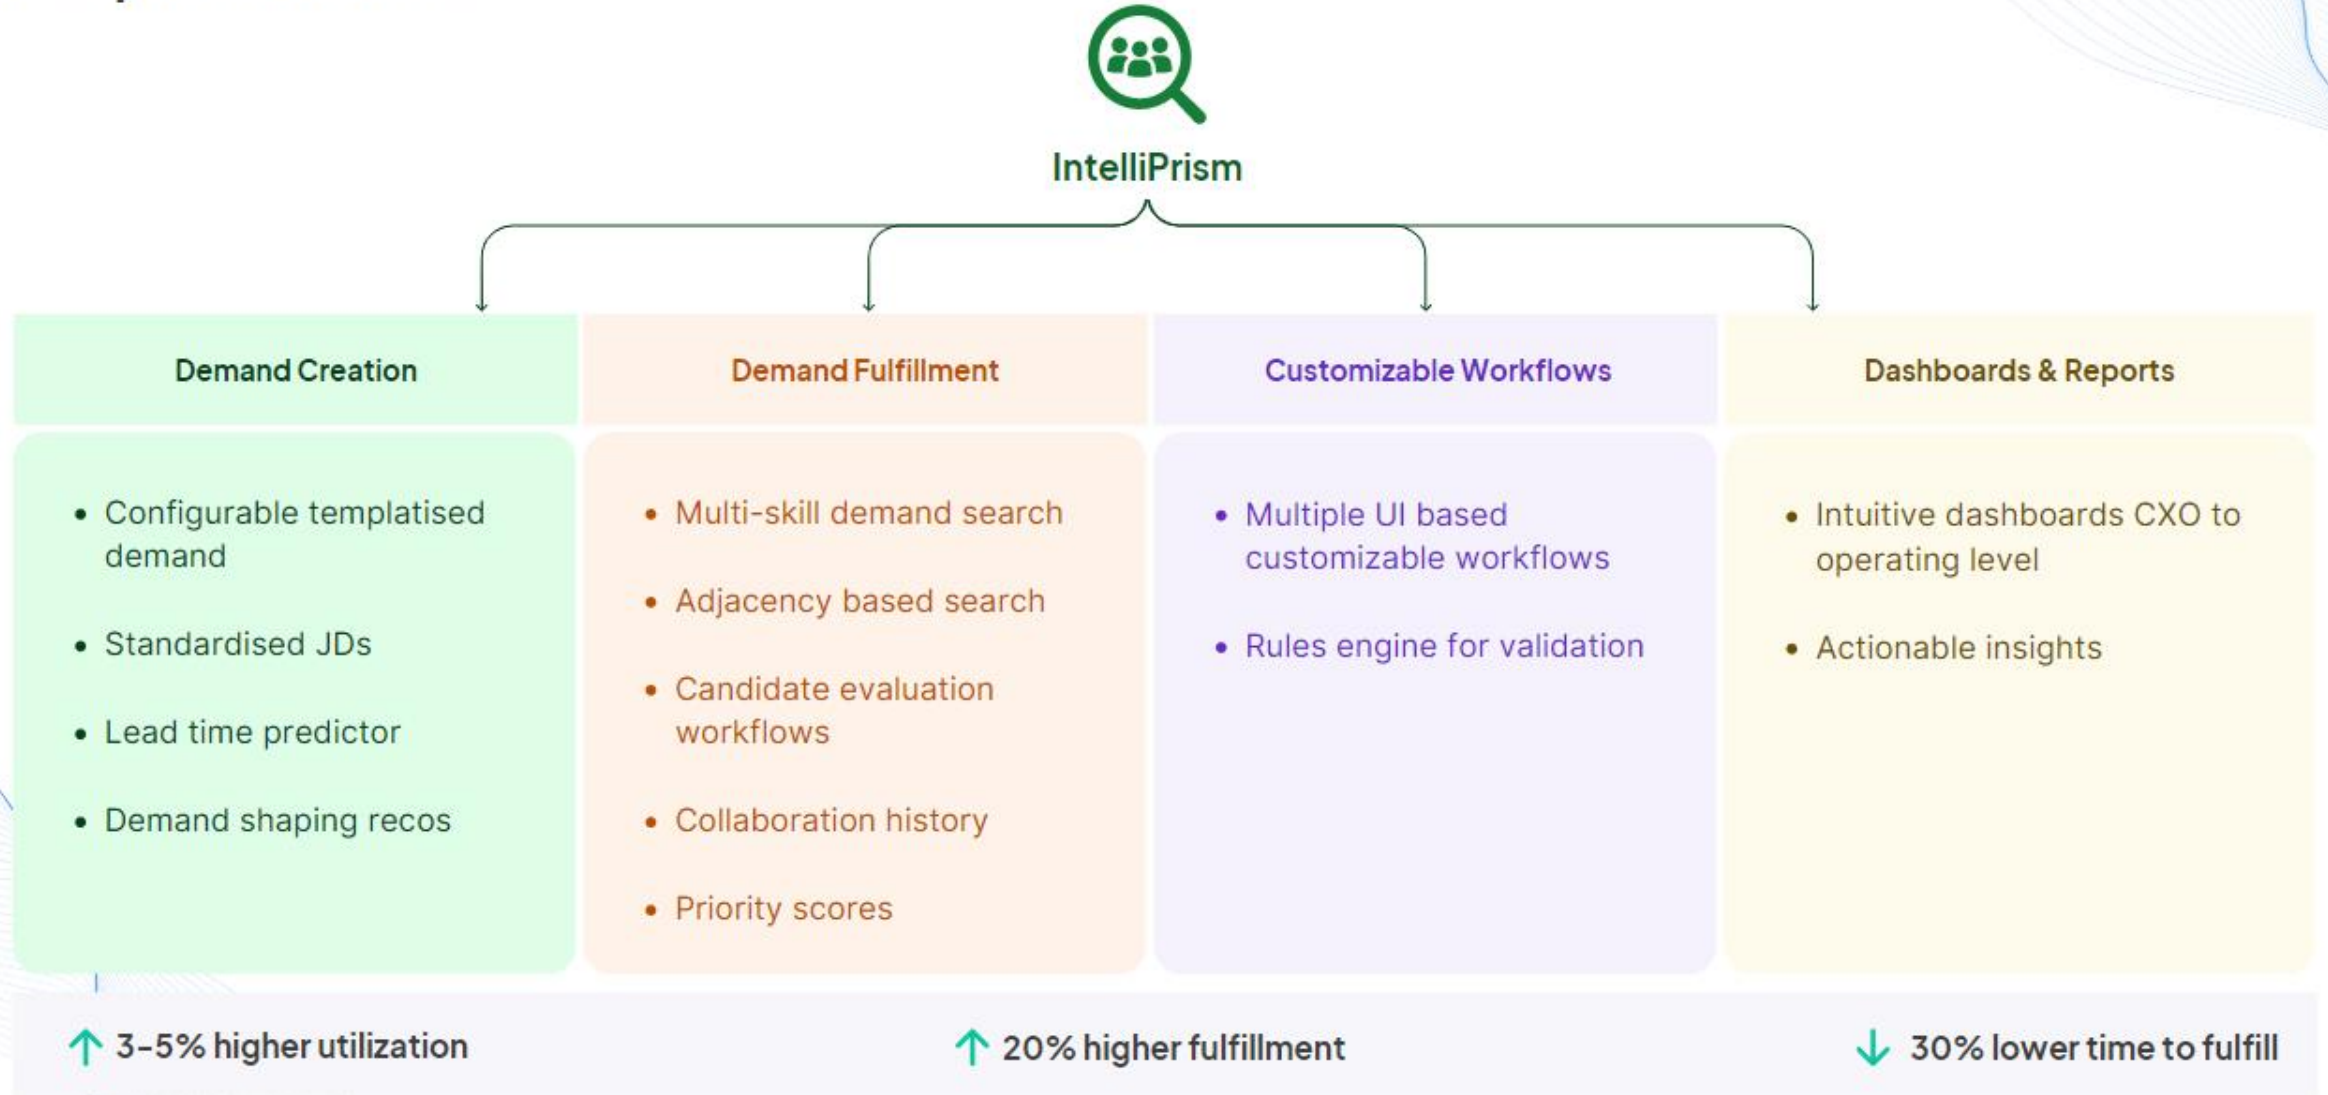 IntelliPrism
Demand Creation
Demand Fulfillment
Customizable Workflows
Dashboards & Reports
• Configurable templatised
demand
• Standardised JDs
• Lead time predictor
• Demand shaping recos
• Multi-skill demand search
• Adjacency based search
• Candidate evaluation
workflows
• Collaboration history
• Priority scores
• Multiple UI based
customizable workflows
• Rules engine for validation
• Intuitive dashboards CXO to
operating level
• Actionable insights
↑ 3-5% higher utilization
↑ 20% higher fulfillment
↓ 30% lower time to fulfill